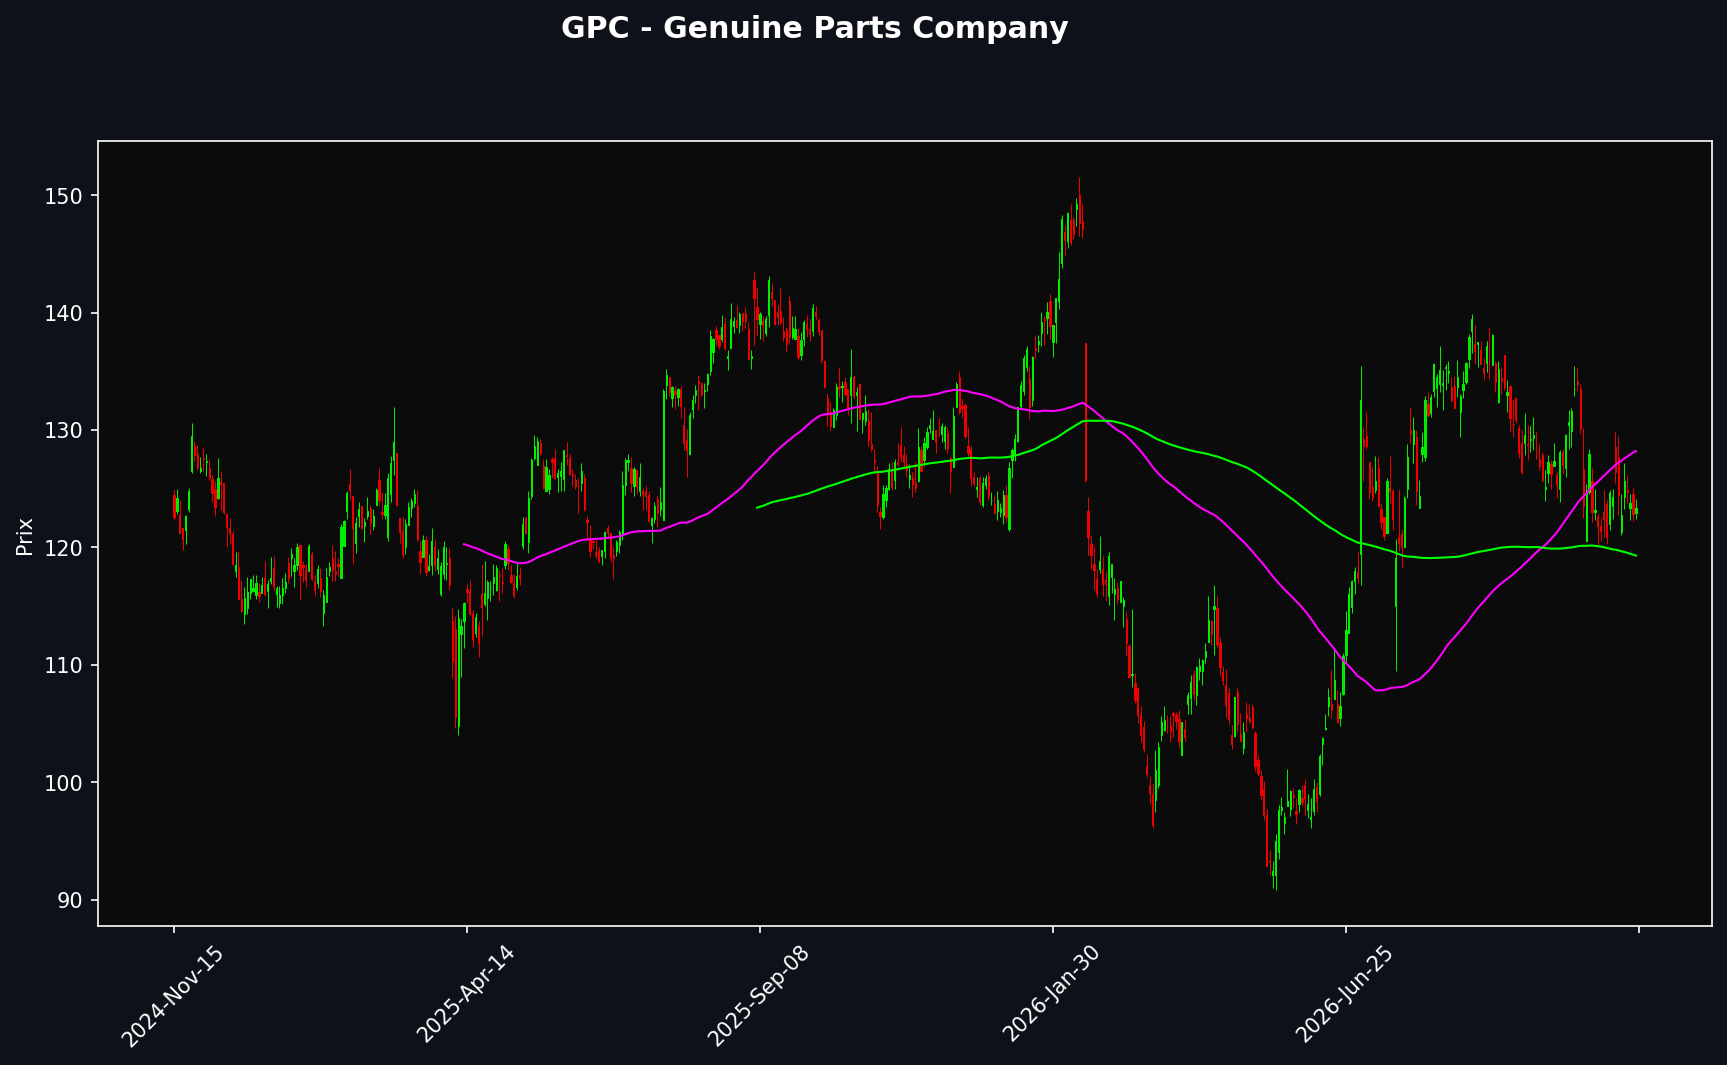 GPC - Genuine Parts Company
Prix
150
140
130
120
110
100
90
2024-Nov-15
2025-Apr-14
2025-Sep-08
2026-Jan-30
2026-Jun-25